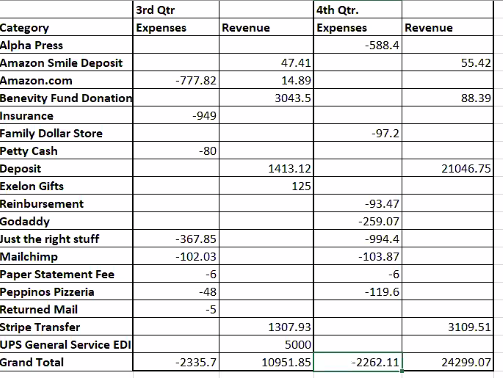 3rd Qtr 4th Qtr.
Category Expenses Revenue Expenses Revenue
Alpha Press -588.4
Amazon Smile Deposit 47.41 55.42
Amazon.com -777.82 14.89
Benevity Fund Donation 3043.5 88.39
Insurance -949
Family Dollar Store -97.2
Petty Cash -80
Deposit 1413.12 21046.75
Exelon Gifts 125
Reinbursement -93.47
Godaddy -259.07
Just the right stuff -367.85 -994.4
Mailchimp -102.03 -103.87
Paper Statement Fee -6 -6
Peppinos Pizzeria -48 -119.6
Returned Mail -5
Stripe Transfer 1307.93 3109.51
UPS General Service EDI 5000
Grand Total -2335.7 10951.85 -2262.11 24299.07